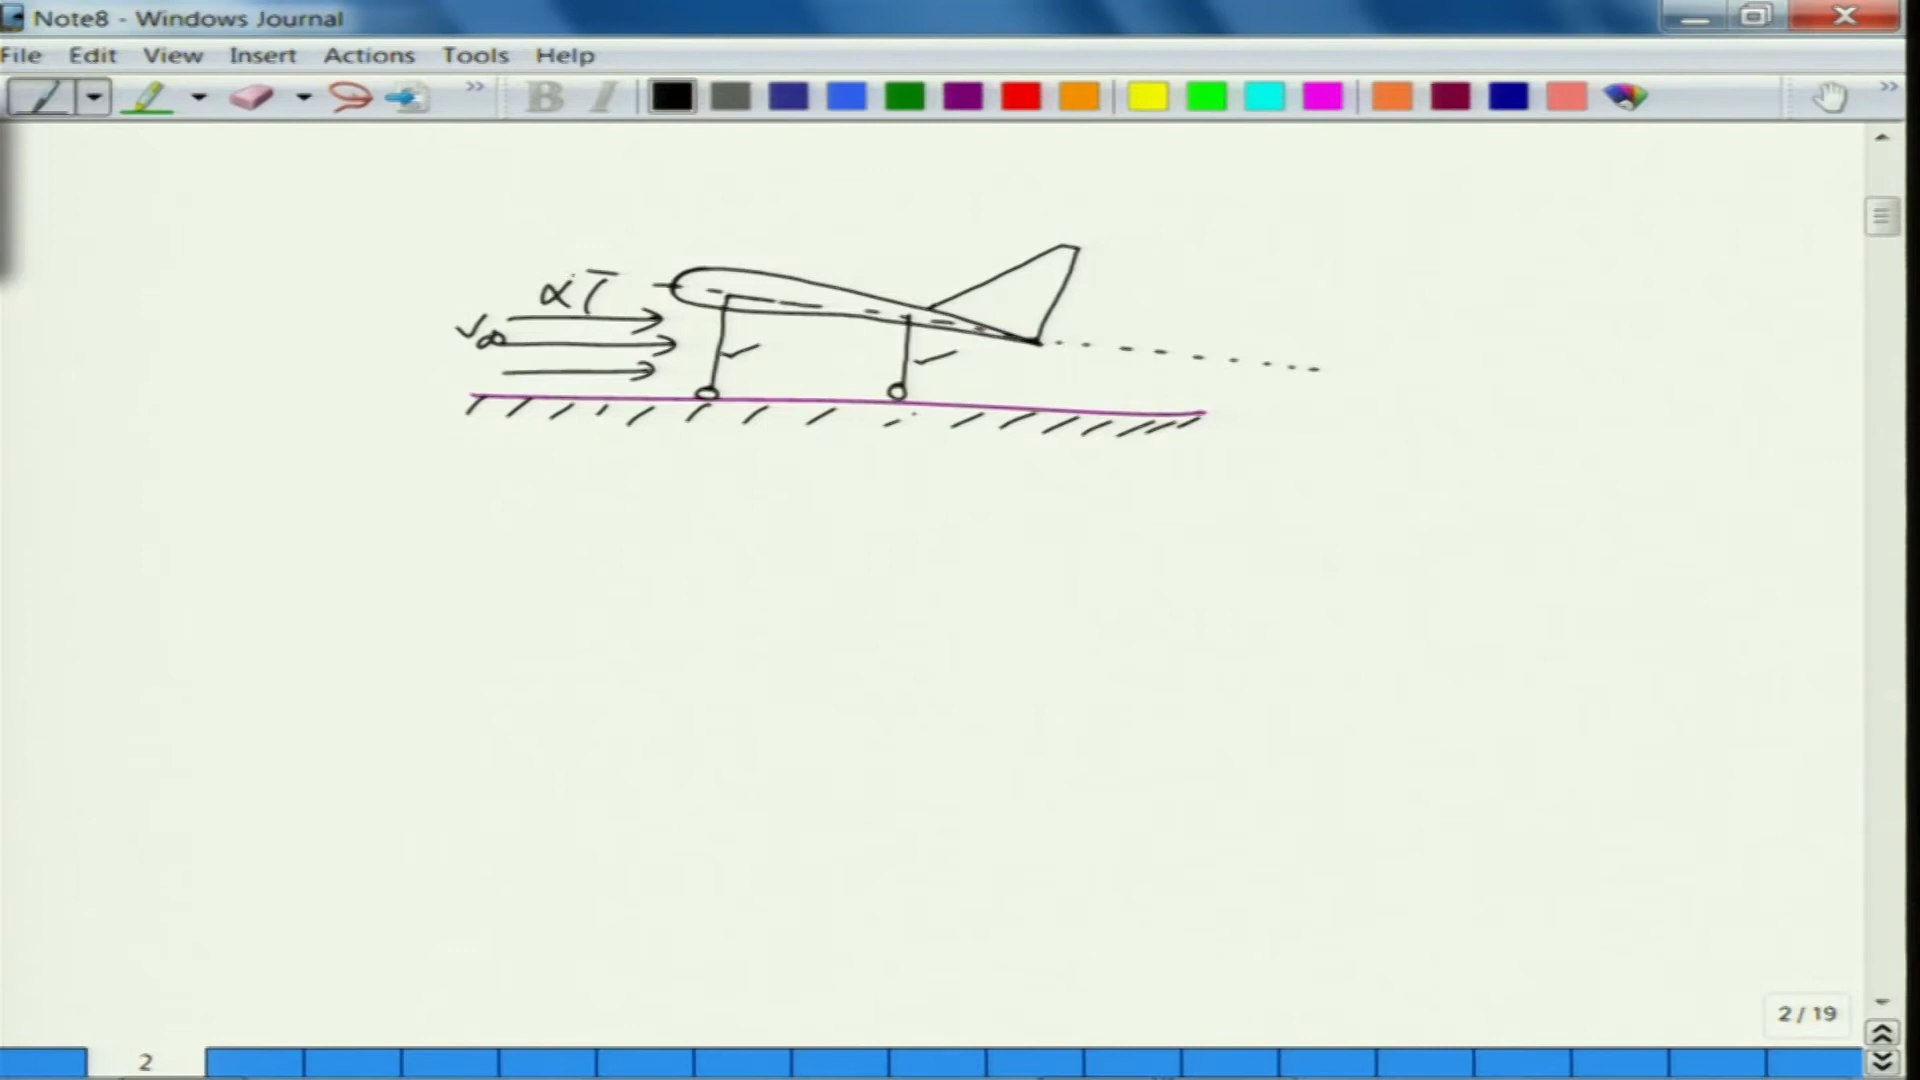 Note8 - Windows Journal
File Edit View Insert Actions Tools Help
B I
α T
V∞
2 / 19
2